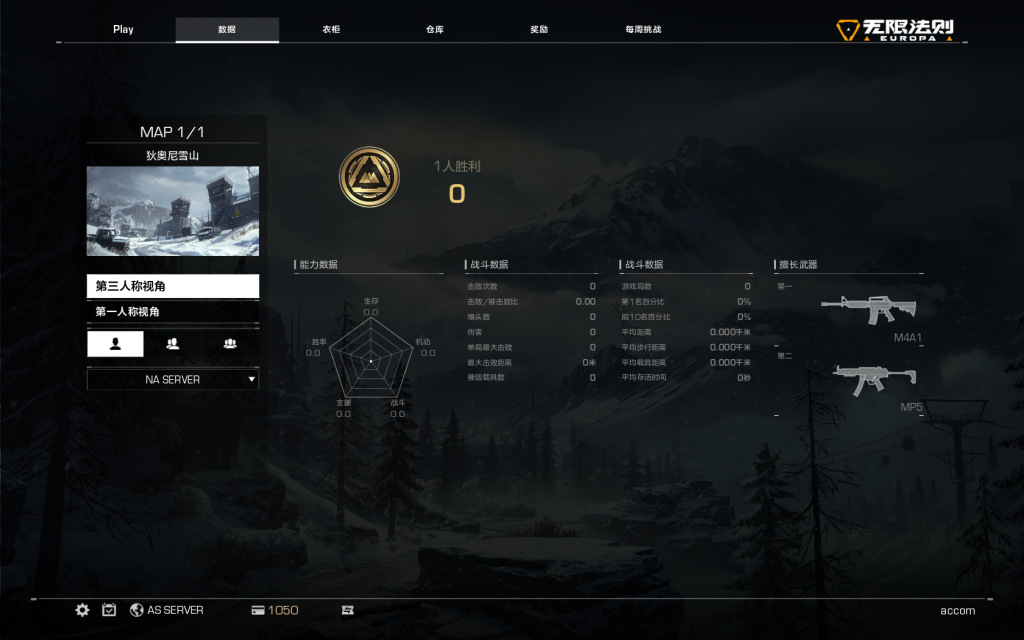 Play
数据
衣柜
仓库
奖励
每周挑战
无限法则
EUROPA
MAP 1/1
狄奥尼雪山
第三人称视角
第一人称视角
NA SERVER
1人胜利
0
能力数据
生存
0.0
胜率
0.0
机动
0.0
支援
0.0
战斗
0.0
战斗数据
击败次数 0
击败/被击败比 0.00
爆头数 0
伤害 0
单局最大击败 0
最大击败距离 0米
摧毁载具数 0
战斗数据
游戏局数 0
第1名百分比 0%
前10名百分比 0%
平均距离 0.000千米
平均步行距离 0.000千米
平均载具距离 0.000千米
平均存活时间 0秒
擅长武器
第一
M4A1
第二
MP5
AS SERVER
1050
accom